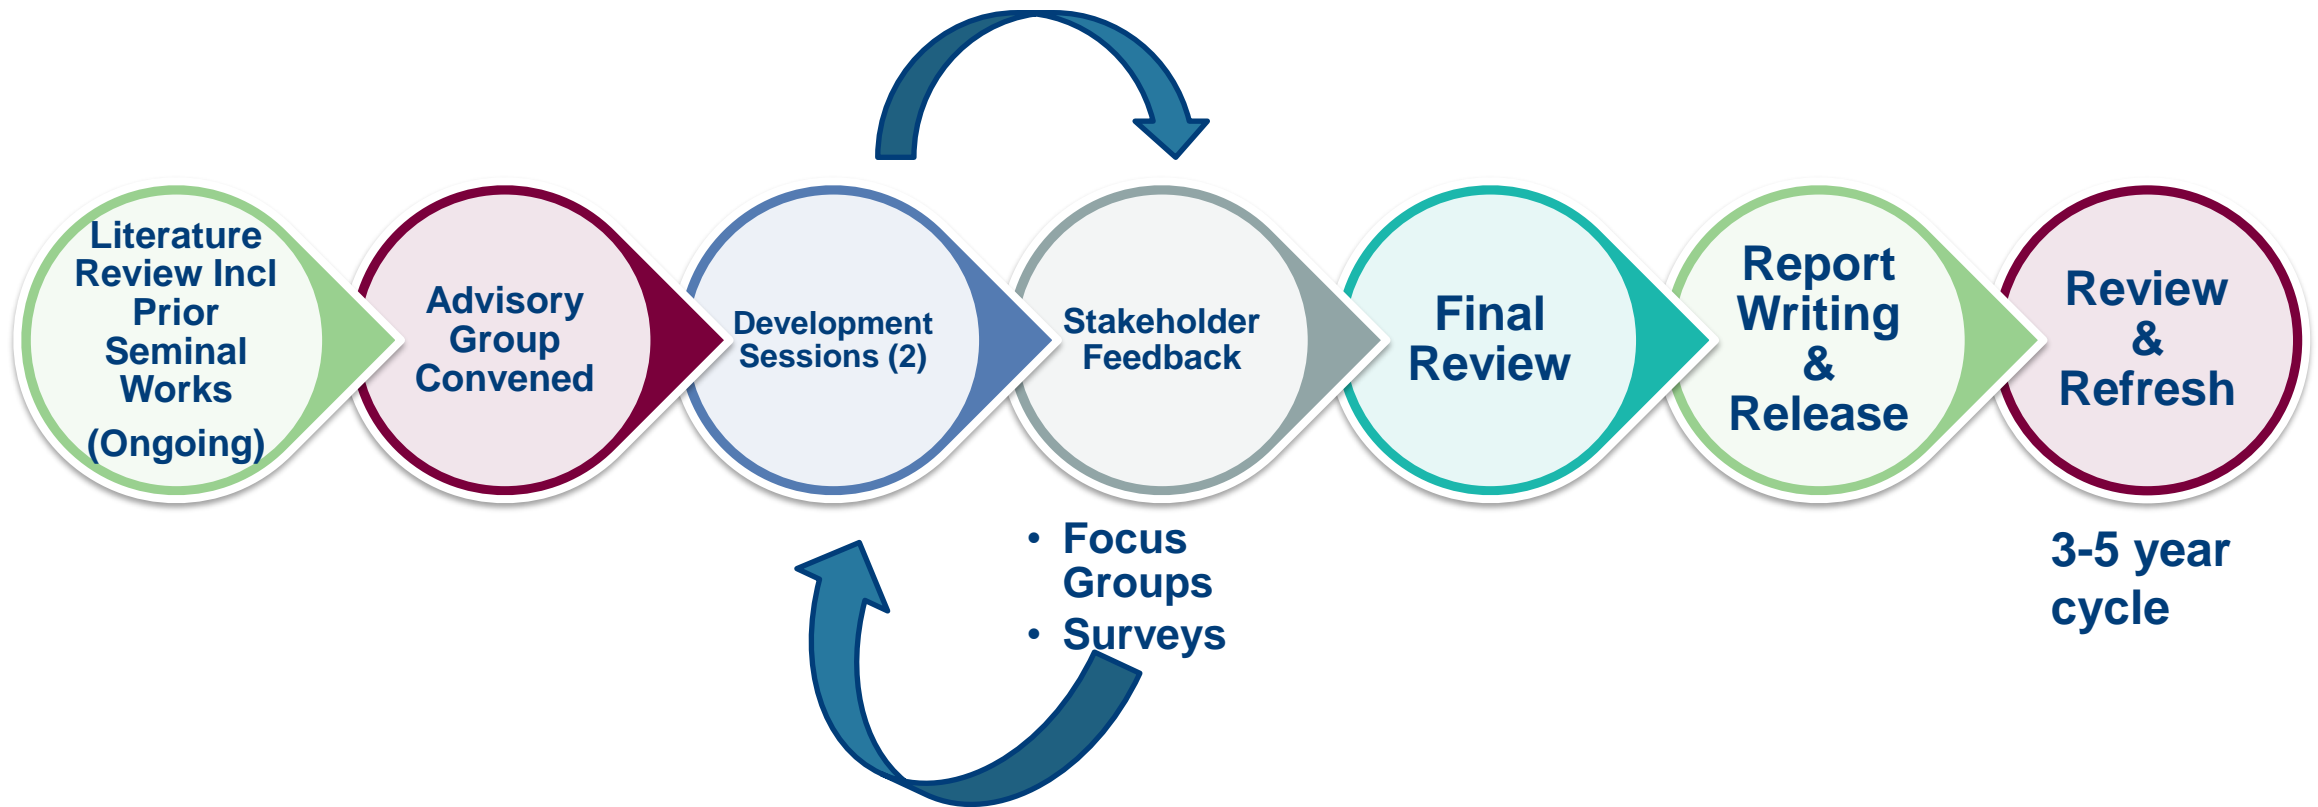 Literature
Review Incl
Prior
Seminal
Works
(Ongoing)
Advisory
Group
Convened
Development
Sessions (2)
Stakeholder
Feedback
• Focus
Groups
• Surveys
Final
Review
Report
Writing
&
Release
Review
&
Refresh
3-5 year
cycle